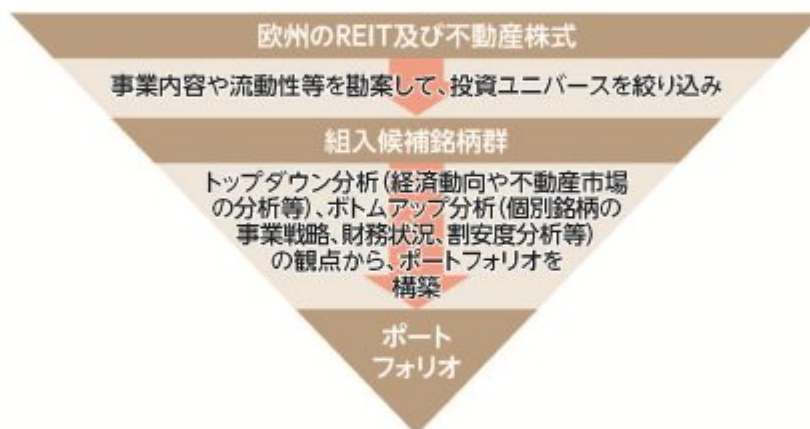 欧州のREIT及び不動産株式
事業内容や流動性等を勘案して、投資ユニバースを絞り込み
組入候補銘柄群
トップダウン分析(経済動向や不動産市場
の分析等)、ボトムアップ分析(個別銘柄の
事業戦略、財務状況、割安度分析等)
の観点から、ポートフォリオを
構築
ポート
フォリオ